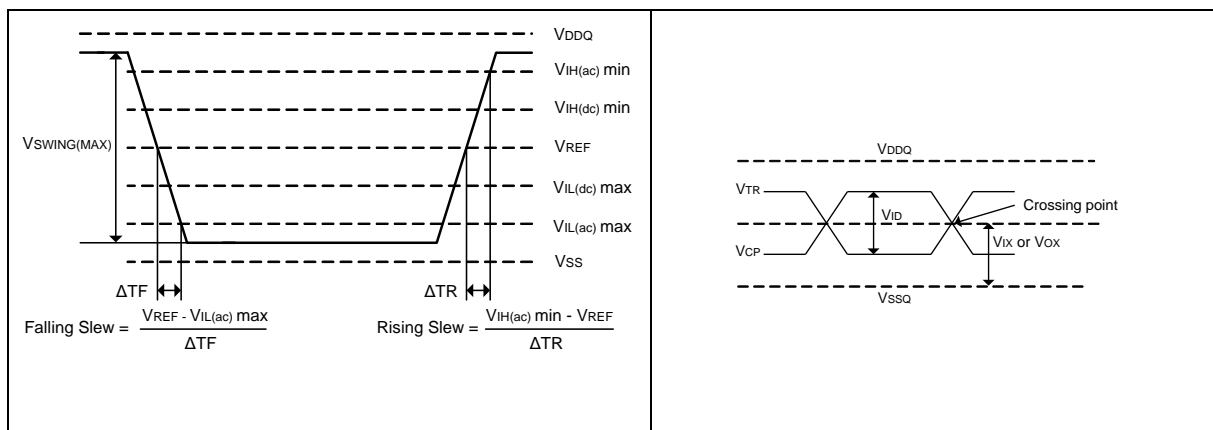 VDDQ
VIH(ac) min
VIH(dc) min
VSWING(MAX)
VREF
VIL(dc) max
VIL(ac) max
VSS
ΔTF
ΔTR
Falling Slew = VREF - VIL(ac) max
ΔTF
Rising Slew = VIH(ac) min - VREF
ΔTR
VDDQ
VTR
VID
Crossing point
VCP
VIX or VOX
VSSQ